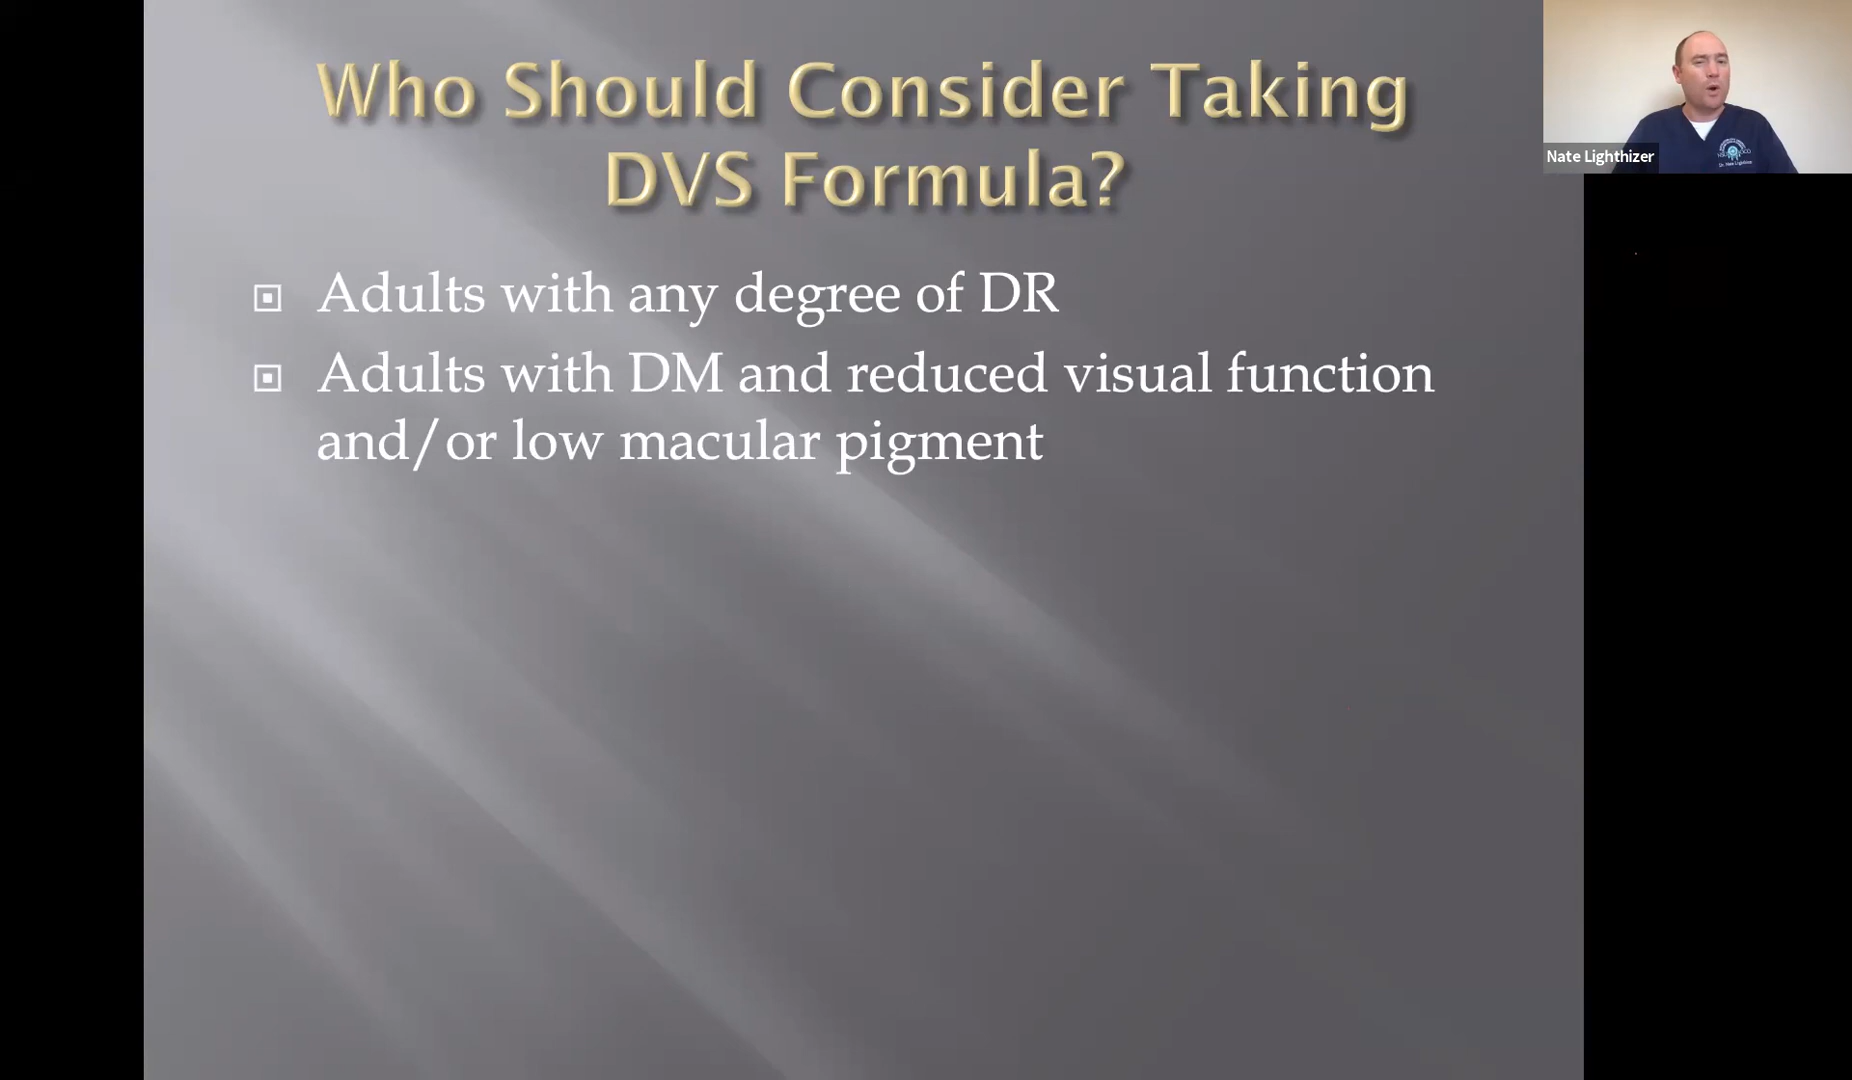 Who Should Consider Taking
DVS Formula?
Adults with any degree of DR
Adults with DM and reduced visual function
and/or low macular pigment
Nate Lighthizer